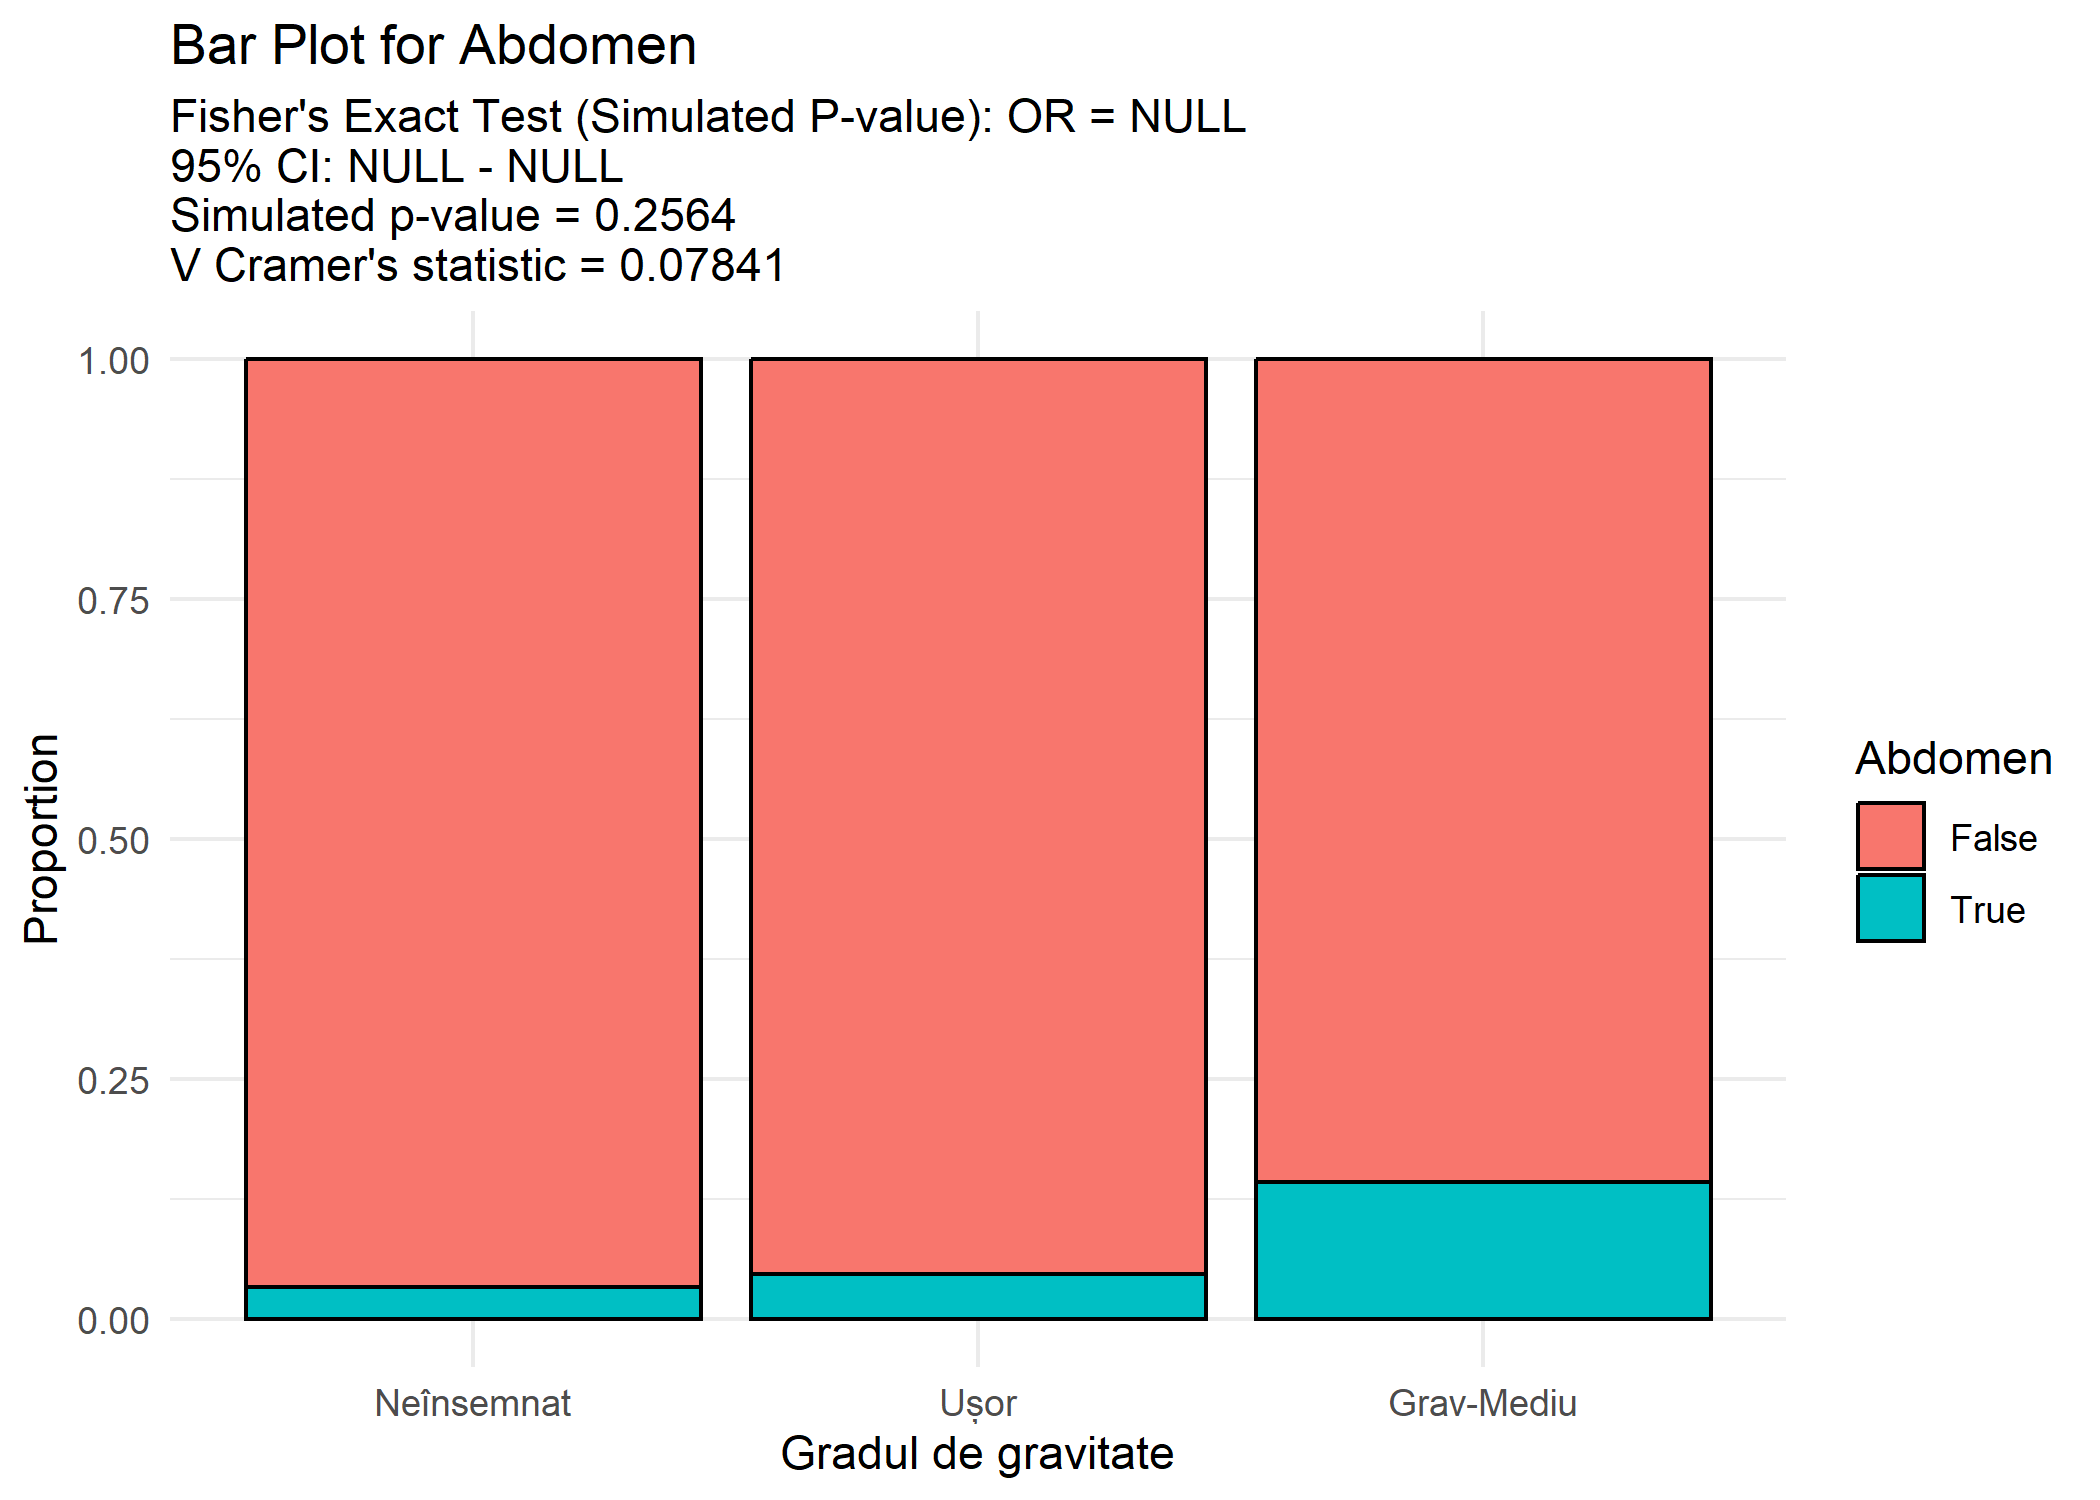 Bar Plot for Abdomen
Fisher's Exact Test (Simulated P-value): OR = NULL
95% CI: NULL - NULL
Simulated p-value = 0.2564
V Cramer's statistic = 0.07841
1.00
0.75
0.50
0.25
0.00
Proportion
Neînsemnat
Ușor
Grav-Mediu
Gradul de gravitate
Abdomen
False
True